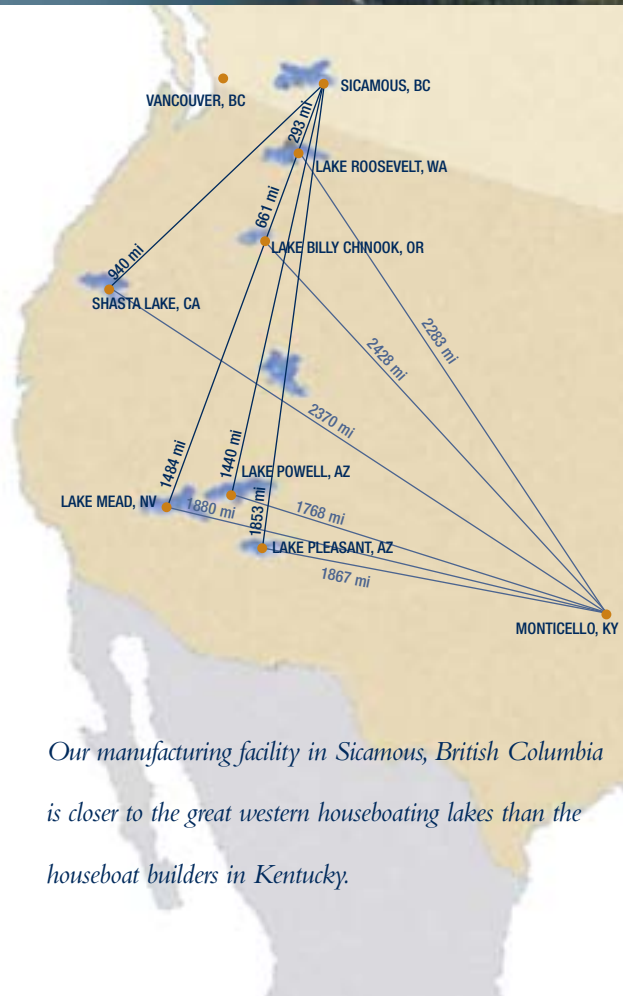 SICAMOUS, BC
VANCOUVER, BC
293 mi
LAKE ROOSEVELT, WA
661 mi
LAKE BILLY CHINOOK, OR
940 mi
SHASTA LAKE, CA
2283 mi
2428 mi
2370 mi
1484 mi
1440 mi
LAKE POWELL, AZ
LAKE MEAD, NV
1880 mi
1853 mi
1768 mi
LAKE PLEASANT, AZ
1867 mi
MONTICELLO, KY
Our manufacturing facility in Sicamous, British Columbia
is closer to the great western houseboating lakes than the
houseboat builders in Kentucky.